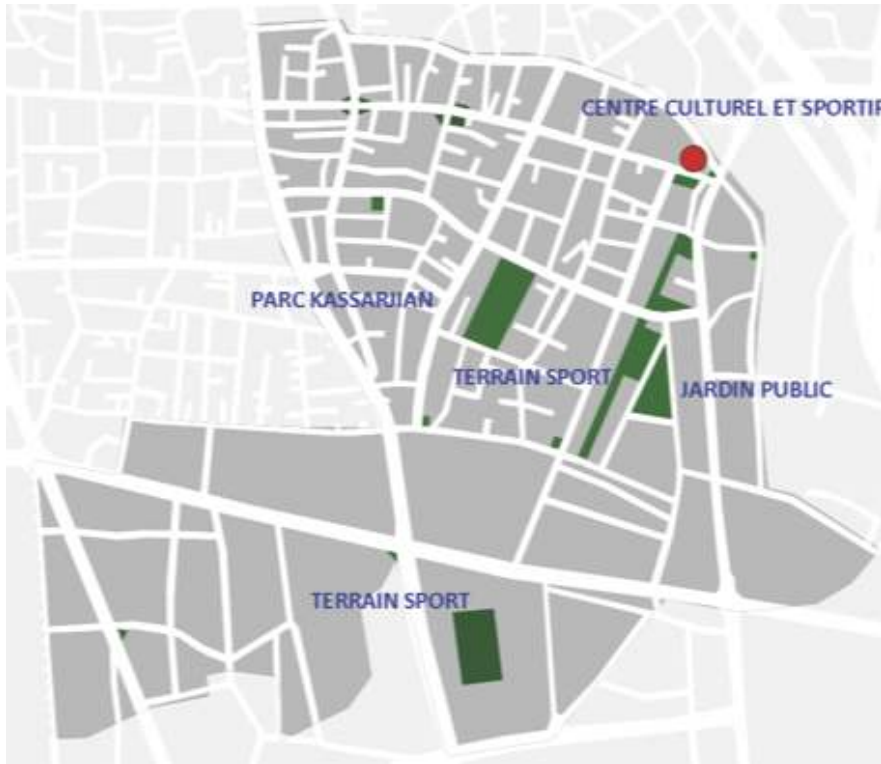 CENTRE CULTUREL ET SPORTIF
PARC KASSARJIAN
TERRAIN SPORT
JARDIN PUBLIC
TERRAIN SPORT